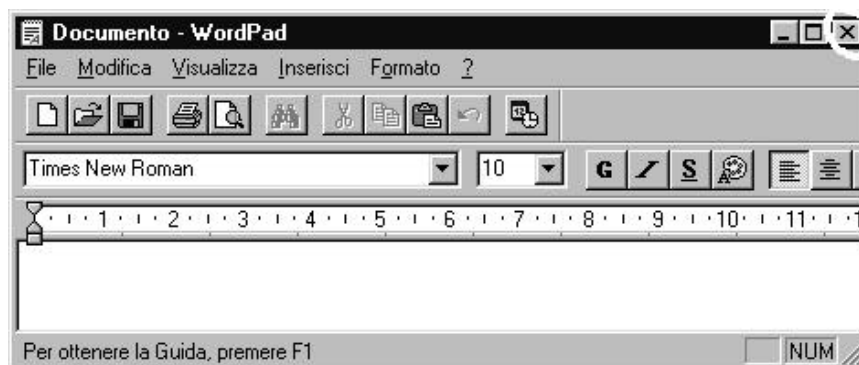 Documento - WordPad
File Modifica Visualizza Inserisci Formato ?
Times New Roman 10 G I S
1 2 3 4 5 6 7 8 9 10 11
Per ottenere la Guida, premere F1 NUM